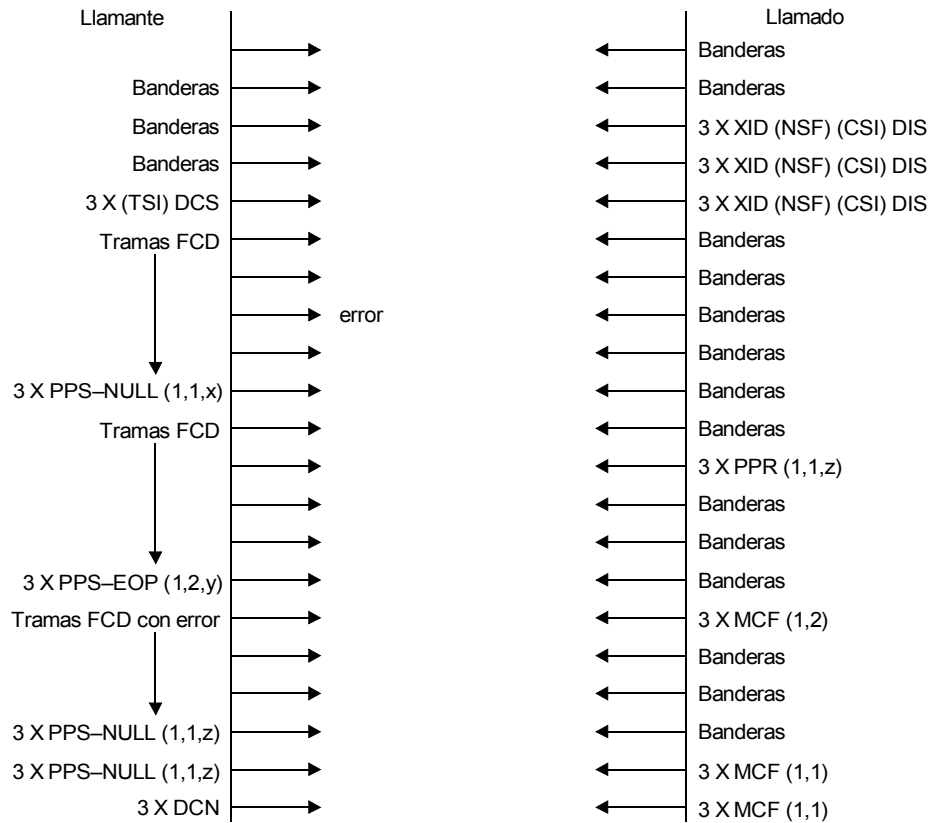 Llamante Llamado
Banderas
Banderas Banderas
Banderas 3 X XID (NSF) (CSI) DIS
Banderas 3 X XID (NSF) (CSI) DIS
3 X (TSI) DCS 3 X XID (NSF) (CSI) DIS
Tramas FCD Banderas
Banderas
error Banderas
Banderas
3 X PPS–NULL (1,1,x) Banderas
Tramas FCD Banderas
3 X PPR (1,1,z)
Banderas
Banderas
3 X PPS–EOP (1,2,y) Banderas
Tramas FCD con error 3 X MCF (1,2)
Banderas
Banderas
3 X PPS–NULL (1,1,z) Banderas
3 X PPS–NULL (1,1,z) 3 X MCF (1,1)
3 X DCN 3 X MCF (1,1)